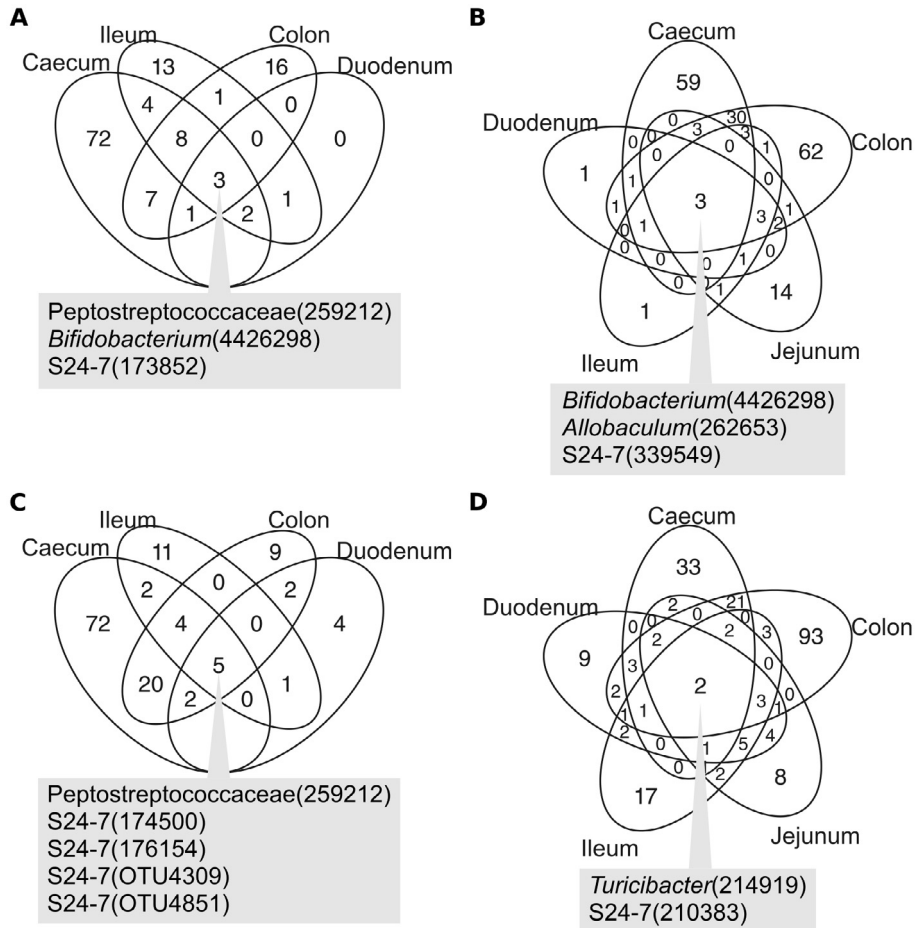 A
Ileum
Colon
Caecum
Duodenum
13
16
4
1
0
72
8
0
0
3
7
1
2
1
Peptostreptococcaceae(259212)
Bifidobacterium(4426298)
S24-7(173852)
B
Caecum
59
Duodenum
Colon
0
30
3
3
0
0
0
1
62
0
1
1
0
3
1
1
3
1
2
0
1
0
0
0
0
1
0
0
1
1
14
Ileum
Jejunum
Bifidobacterium(4426298)
Allobaculum(262653)
S24-7(339549)
C
Ileum
Colon
Caecum
Duodenum
11
9
2
0
2
72
4
0
4
5
20
2
0
1
Peptostreptococcaceae(259212)
S24-7(174500)
S24-7(176154)
S24-7(OTU4309)
S24-7(OTU4851)
D
Caecum
33
Duodenum
Colon
2
21
0
0
0
0
2
2
3
93
9
3
0
2
2
0
1
1
3
1
2
4
0
1
5
0
2
17
8
Ileum
Jejunum
Turicibacter(214919)
S24-7(210383)